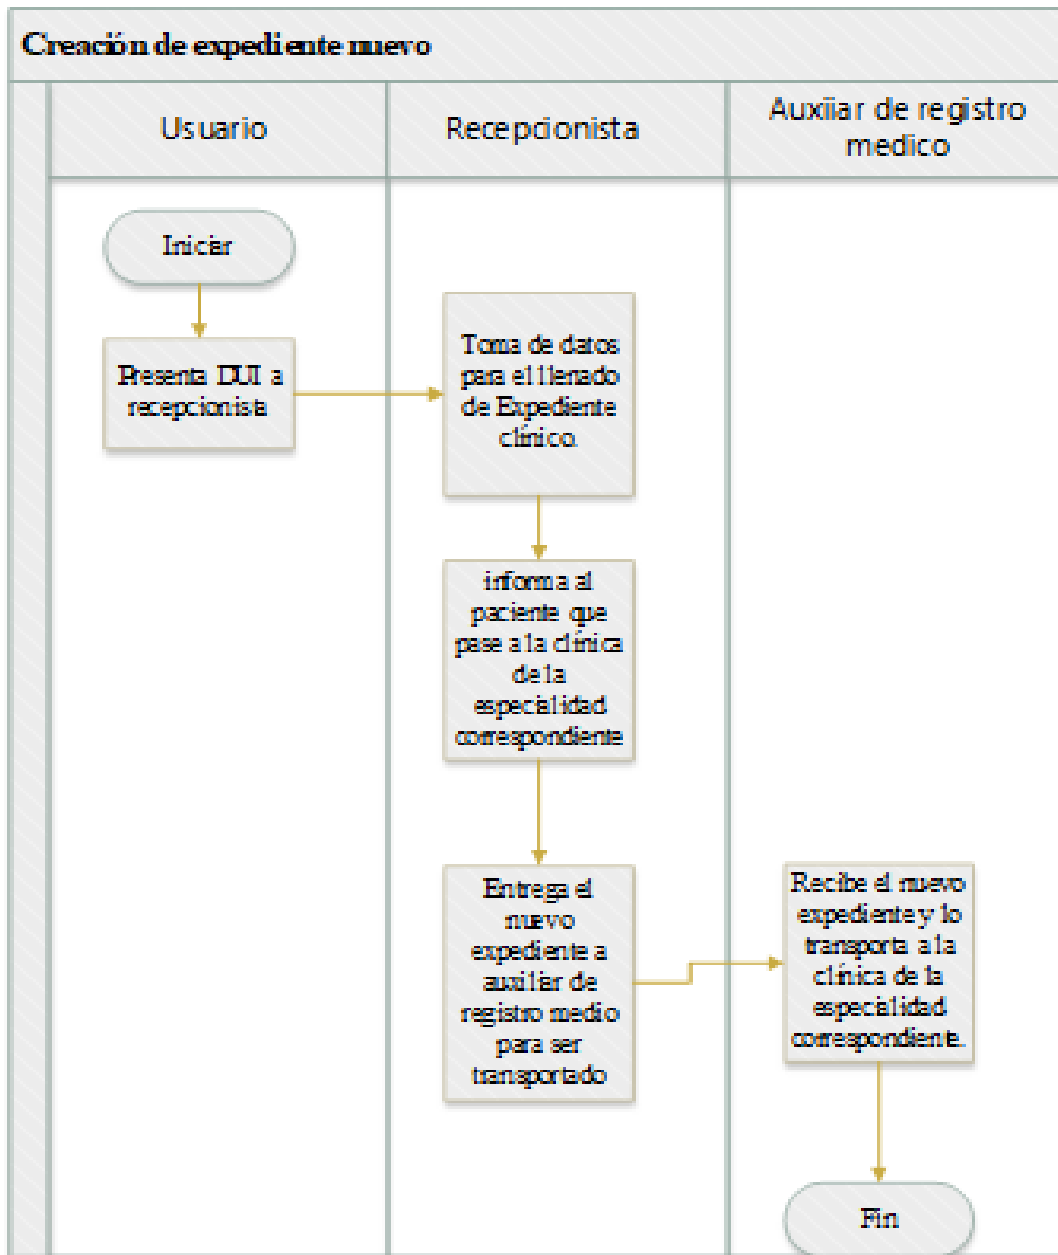 Creación de expediente nuevo
Usuario
Recepcionista
Auxiliar de registro
medico
Iniciar
Presenta DUI a
recepcionista
Toma de datos
para el llenado
de Expediente
clínico.
informa al
paciente que
pase a la clínica
de la
especialidad
correspondiente
Entrega el
nuevo
expediente a
auxiliar de
registro medio
para ser
transportado
Recibe el nuevo
expediente y lo
transporta a la
clínica de la
especialidad
correspondiente.
Fin